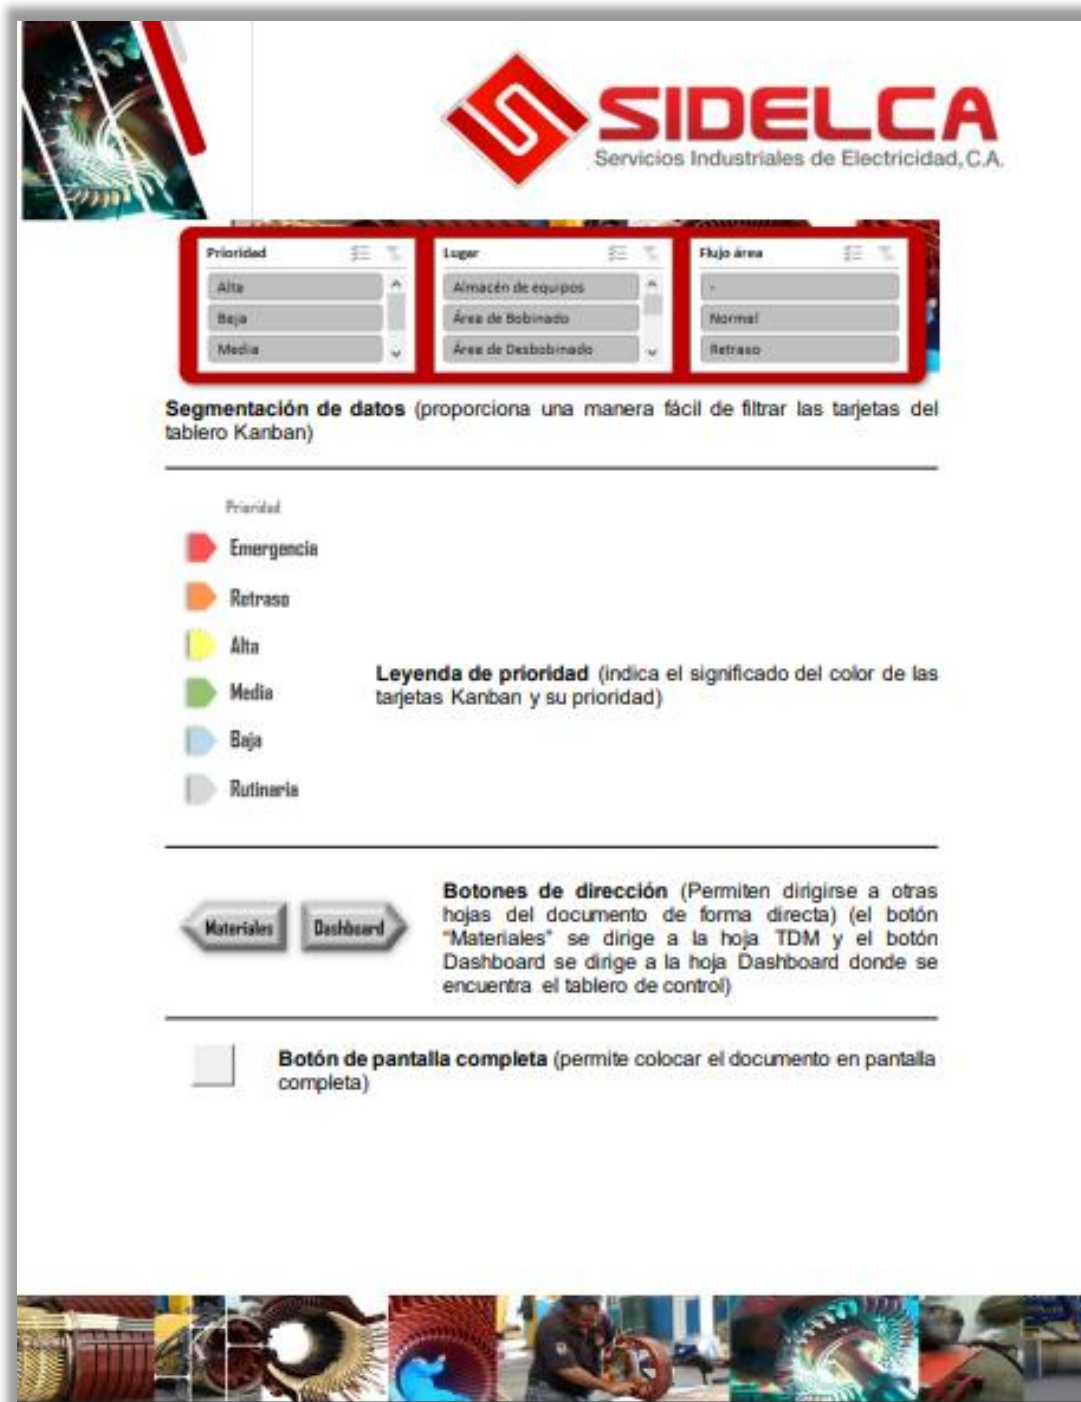 SIDELCA
Servicios Industriales de Electricidad, C.A.
Prioridad
Alta
Baja
Media
Lugar
Almacén de equipos
Área de Bobinado
Área de Desbobinado
Flujo área
-
Normal
Retraso
Segmentación de datos (proporciona una manera fácil de filtrar las tarjetas del
tablero Kanban)
Prioridad
Emergencia
Retraso
Alta
Media
Baja
Rutinaria
Leyenda de prioridad (indica el significado del color de las
tarjetas Kanban y su prioridad)
Materiales
Dashboard
Botones de dirección (Permiten dirigirse a otras
hojas del documento de forma directa) (el botón
"Materiales" se dirige a la hoja TDM y el botón
Dashboard se dirige a la hoja Dashboard donde se
encuentra el tablero de control)
Botón de pantalla completa (permite colocar el documento en pantalla
completa)